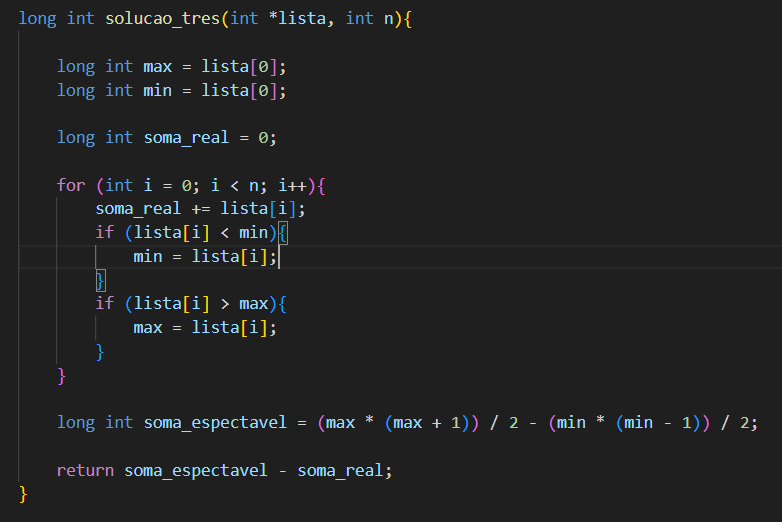 long int solucao_tres(int *lista, int n){
long int max = lista[0];
long int min = lista[0];
long int soma_real = 0;
for (int i = 0; i < n; i++){
soma_real += lista[i];
if (lista[i] < min){
min = lista[i];
}
if (lista[i] > max){
max = lista[i];
}
}
long int soma_espectavel = (max * (max + 1)) / 2 - (min * (min - 1)) / 2;
return soma_espectavel - soma_real;
}